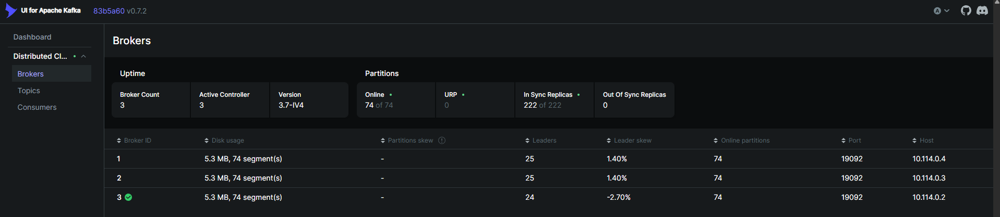 UI for Apache Kafka 83b5a60 v0.7.2 A
Dashboard
Distributed Cl...
Brokers
Topics
Consumers
Brokers
Uptime
Broker Count Active Controller Version
3 3 3.7-IV4
Partitions
Online URP In Sync Replicas Out Of Sync Replicas
74 of 74 0 222 of 222 0
Broker ID Disk usage Partitions skew Leaders Leader skew Online partitions Port Host
1 5.3 MB, 74 segment(s) - 25 1.40% 74 19092 10.114.0.4
2 5.3 MB, 74 segment(s) - 25 1.40% 74 19092 10.114.0.3
3 5.3 MB, 74 segment(s) - 24 -2.70% 74 19092 10.114.0.2